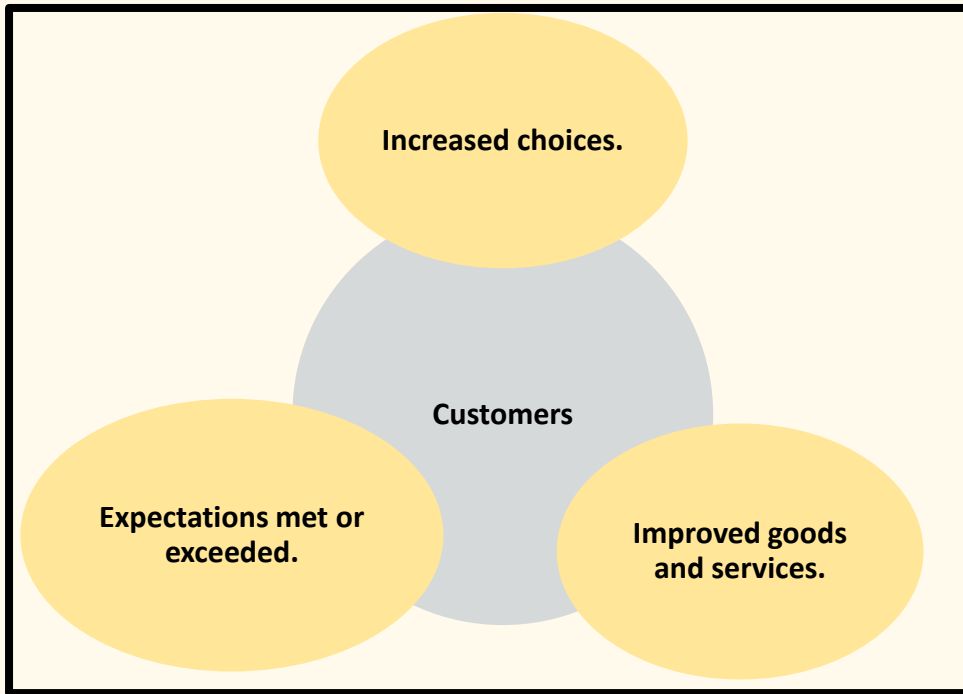 Increased choices.
Customers
Expectations met or
exceeded.
Improved goods
and services.